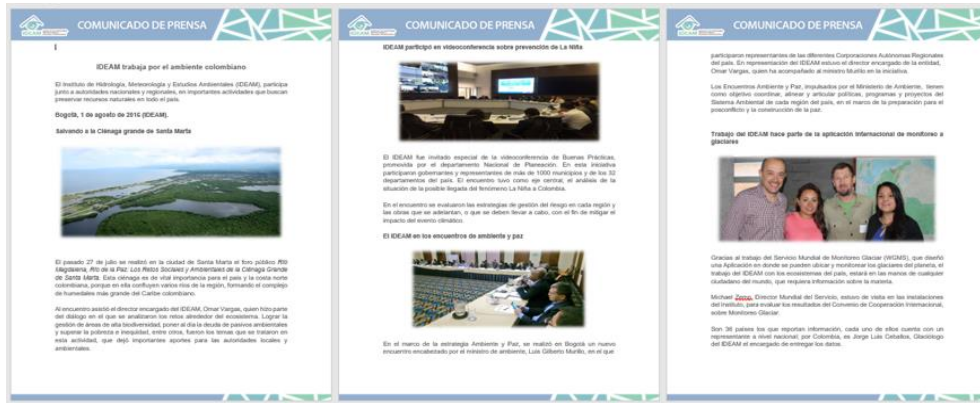 IDEAM
COMUNICADO DE PRENSA
IDEAM trabaja por el ambiente colombiano
El Instituto de Hidrología, Meteorología y Estudios Ambientales (IDEAM), participa
junto a autoridades nacionales y regionales, en importantes actividades que buscan
preservar recursos naturales en todo el país.
Bogotá, 1 de agosto de 2016 (IDEAM).
Salvando a la Ciénaga grande de Santa Marta
El pasado 27 de julio se realizó en la ciudad de Santa Marta el foro público Río
Magdalena, Río de la Paz: Los Retos Sociales y Ambientales de la Ciénaga Grande
de Santa Marta. Esta ciénaga es de vital importancia para el país y la costa norte
colombiana, porque en ella confluyen varios ríos de la región, formando el complejo
de humedales más grande del Caribe colombiano.
Al encuentro asistió el director encargado del IDEAM, Omar Vargas, quien hizo parte
del diálogo en el que se analizaron los retos alrededor del ecosistema. Lograr la
gestión de áreas de alta biodiversidad, poner al día la deuda de pasivos ambientales
y superar la pobreza e inequidad, entre otros, fueron los temas que se trataron en
esta actividad, que dejó importantes aportes para las autoridades locales y
ambientales.
IDEAM
COMUNICADO DE PRENSA
IDEAM participó en videoconferencia sobre prevención de La Niña
El IDEAM fue invitado especial de la videoconferencia de Buenas Prácticas,
promovida por el departamento Nacional de Planeación. En esta iniciativa
participaron gobernantes y representantes de más de 1000 municipios y de los 32
departamentos del país. El encuentro tuvo como eje central, el análisis de la
situación de la posible llegada del fenómeno La Niña a Colombia.
En el encuentro se evaluaron las estrategias de gestión del riesgo en cada región y
las obras que se adelantan, o que se deben llevar a cabo, con el fin de mitigar el
impacto del evento climático.
El IDEAM en los encuentros de ambiente y paz
En el marco de la estrategia Ambiente y Paz, se realizó en Bogotá un nuevo
encuentro encabezado por el ministro de ambiente, Luis Gilberto Murillo, en el que
IDEAM
COMUNICADO DE PRENSA
participaron representantes de las diferentes Corporaciones Autónomas Regionales
del país. En representación del IDEAM estuvo el director encargado de la entidad,
Omar Vargas, quien ha acompañado al ministro Murillo en la iniciativa.
Los Encuentros Ambiente y Paz, impulsados por el Ministerio de Ambiente, tienen
como objetivo coordinar, alinear y articular políticas, programas y proyectos del
Sistema Ambiental de cada región del país, en el marco de la preparación para el
posconflicto y la construcción de la paz.
Trabajo del IDEAM hace parte de la aplicación internacional de monitoreo a
glaciares
Gracias al trabajo del Servicio Mundial de Monitoreo Glaciar (WGMS), que diseñó
una Aplicación en donde se pueden ubicar y monitorear los glaciares del planeta, el
trabajo del IDEAM con los ecosistemas del país, estará en las manos de cualquier
ciudadano del mundo, que requiera información sobre la materia.
Michael Zemp, Director Mundial del Servicio, estuvo de visita en las instalaciones
del Instituto, para evaluar los resultados del Convenio de Cooperación Internacional,
sobre Monitoreo Glaciar.
Son 38 países los que reportan información, cada uno de ellos cuenta con un
representante a nivel nacional; por Colombia, es Jorge Luis Ceballos, Glaciólogo
del IDEAM el encargado de entregar los datos.